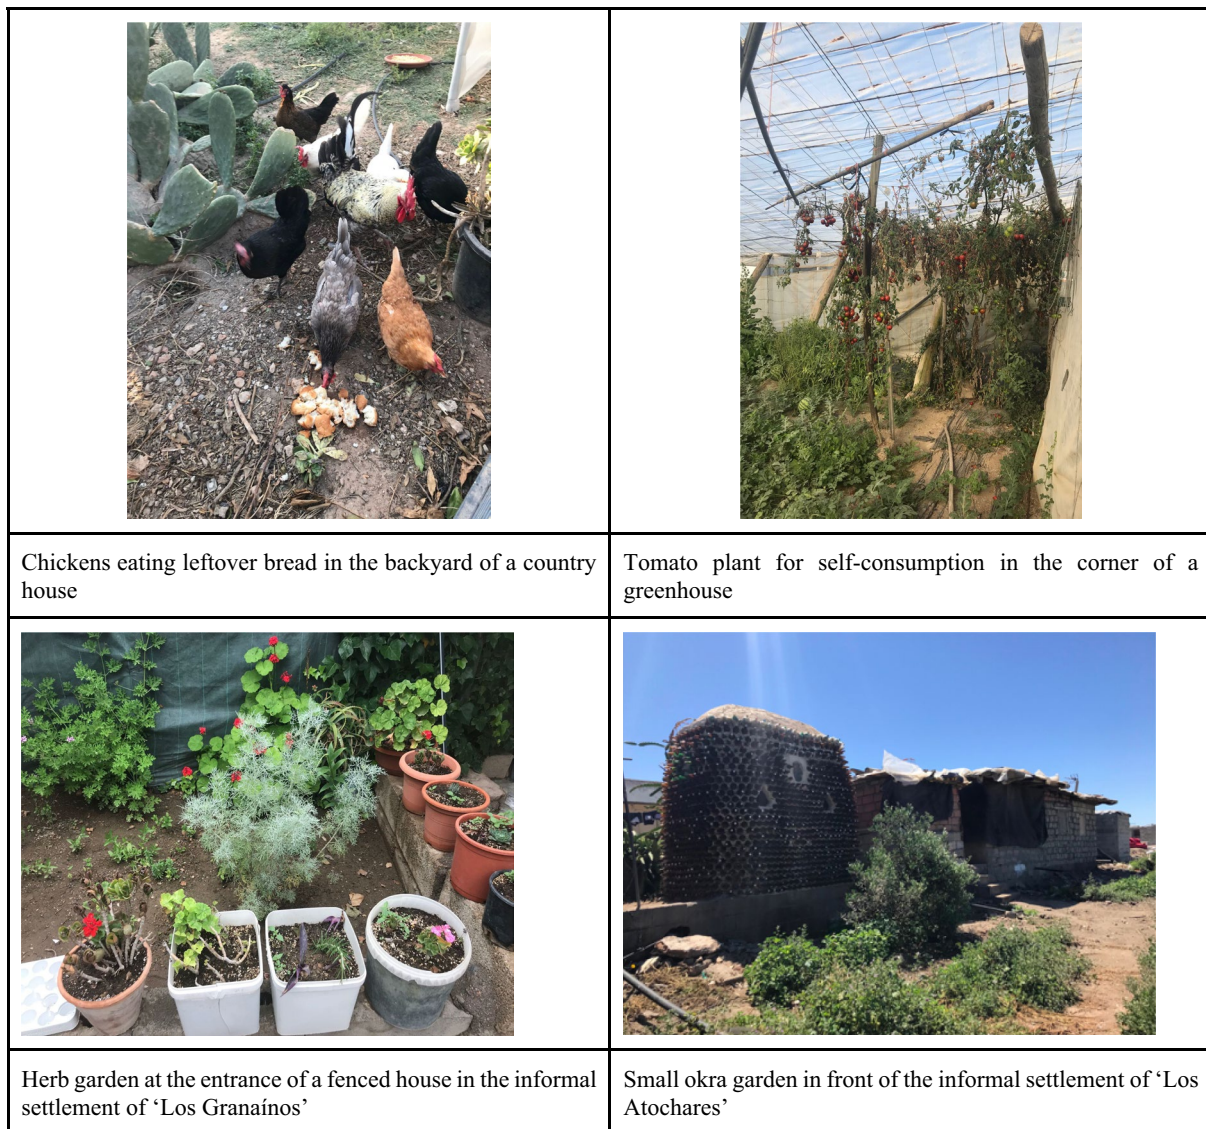 Chickens eating leftover bread in the backyard of a country
house
Tomato plant for self-consumption in the corner of a
greenhouse
Herb garden at the entrance of a fenced house in the informal
settlement of ‘Los Granaínos’
Small okra garden in front of the informal settlement of ‘Los
Atochares’